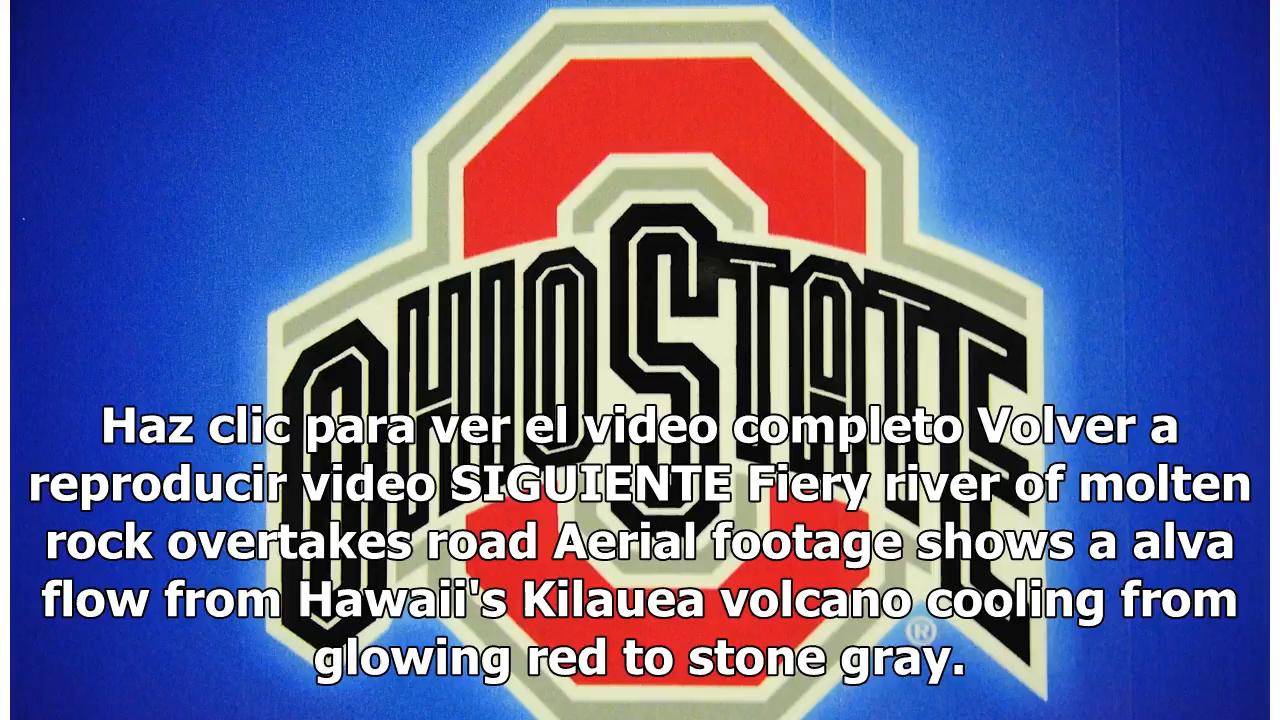 OHIO STATE
Haz clic para ver el video completo Volver a
reproducir video SIGUIENTE Fiery river of molten
rock overtakes road Aerial footage shows a alva
flow from Hawaii's Kilauea volcano cooling from
®
glowing red to stone gray.